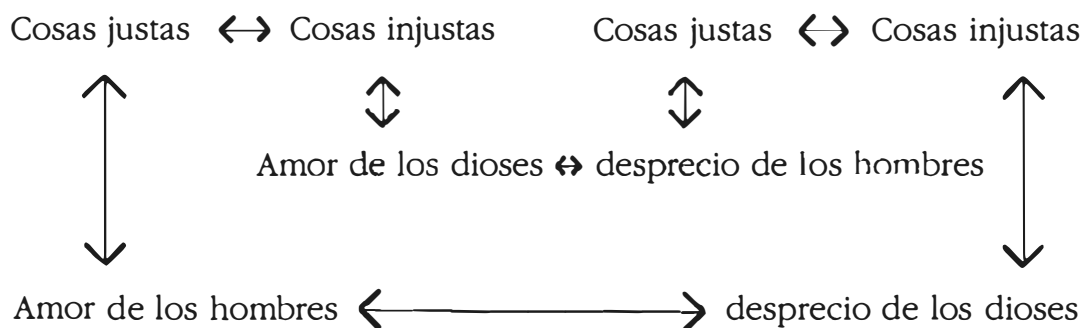 Cosas justas ↔ Cosas injustas Cosas justas ↔ Cosas injustas
Amor de los dioses ↔ desprecio de los hombres
Amor de los hombres ↔ desprecio de los dioses